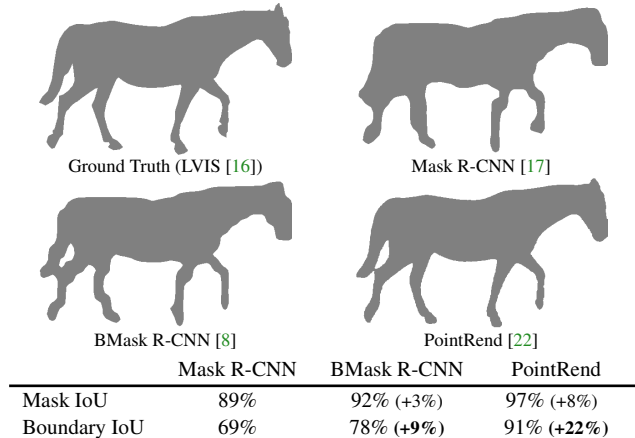 Ground Truth (LVIS [16])
Mask R-CNN [17]
BMask R-CNN [8]
PointRend [22]
Mask R-CNN BMask R-CNN PointRend
Mask IoU 89% 92% (+3%) 97% (+8%)
Boundary IoU 69% 78% (+9%) 91% (+22%)